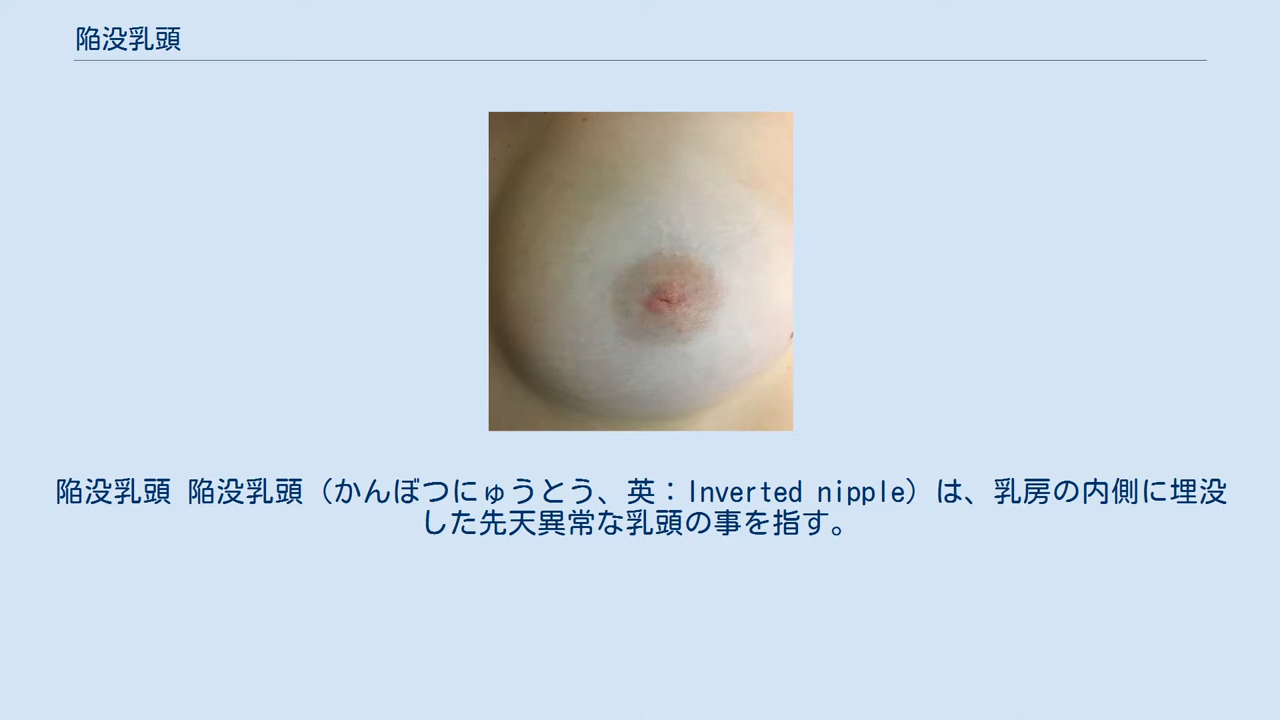 陥没乳頭
陥没乳頭 陥没乳頭（かんぼつにゅうとう、英：Inverted nipple）は、乳房の内側に埋没
した先天異常な乳頭の事を指す。